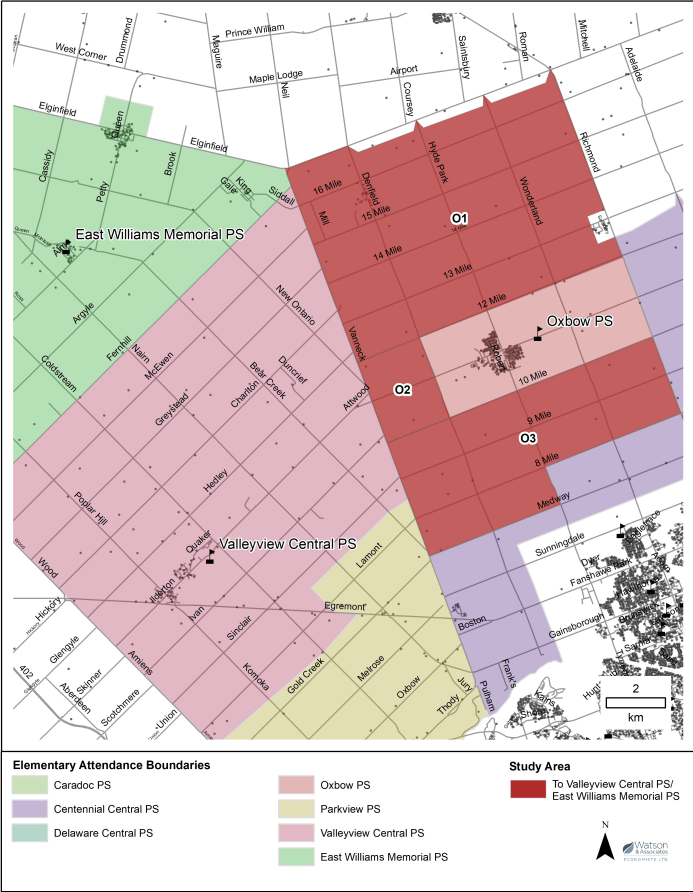 Prince William
West Corner
Drummond
Maguire
Neil
Maple Lodge
Airport
Coursey
Saintsbury
Roman
Mitchell
Adelaide
Elginfield
Queen
Elginfield
Cassidy
Petty
Brook
King
Gale
Siddall
16 Mile
Denfield
Hyde Park
Wonderland
Richmond
Mill
15 Mile
O1
14 Mile
13 Mile
12 Mile
East Williams Memorial PS
Argyle
Fernhill
Nairn
McEwen
Coldstream
New Ontario
Vanneck
Oxbow PS
10 Mile
Duncrief
Bear Creek
Charlton
Greystead
Attwood
O2
9 Mile
O3
8 Mile
Hedley
Poplar Hill
Medway
Quaker
Valleyview Central PS
Lamont
Sunningdale
Wood
Ilderton
Ivan
Sinclair
Egremont
Fanshawe Park
Hickory
Boston
Gainsborough
Glengyle
Skinner
Aberdeen
Scotchmere
402
Amiens
Union
Komoka
Gold Creek
Melrose
Oxbow
Thody
Jury
Pulham
Frank's
2
km
Elementary Attendance Boundaries
Caradoc PS
Centennial Central PS
Delaware Central PS
Oxbow PS
Parkview PS
Valleyview Central PS
East Williams Memorial PS
Study Area
To Valleyview Central PS/
East Williams Memorial PS
N
Watson
& Associates
ECONOMISTS LTD.